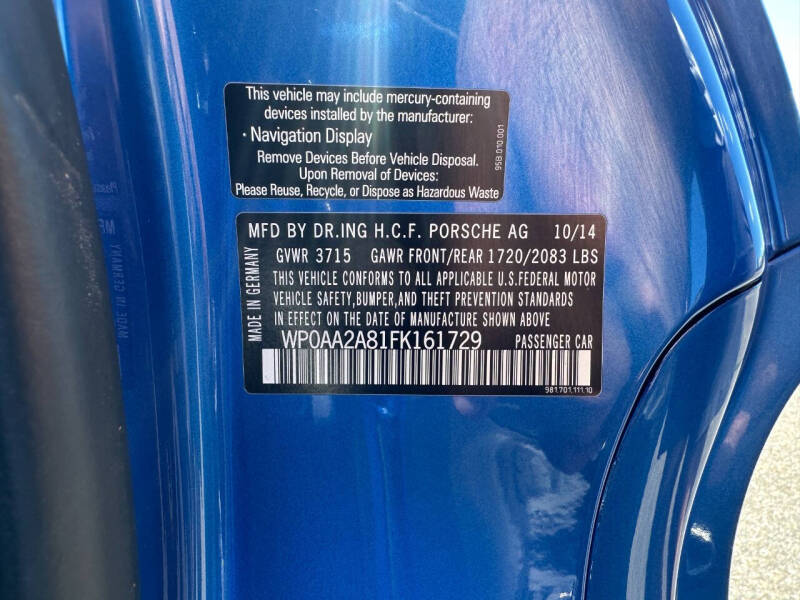 This vehicle may include mercury-containing
devices installed by the manufacturer:
· Navigation Display
Remove Devices Before Vehicle Disposal.
Upon Removal of Devices:
Please Reuse, Recycle, or Dispose as Hazardous Waste
95B.010.001
MFD BY DR.ING H.C.F. PORSCHE AG 10/14
GVWR 3715 GAWR FRONT/REAR 1720/2083 LBS
THIS VEHICLE CONFORMS TO ALL APPLICABLE U.S.FEDERAL MOTOR
VEHICLE SAFETY,BUMPER,AND THEFT PREVENTION STANDARDS
IN EFFECT ON THE DATE OF MANUFACTURE SHOWN ABOVE
WP0AA2A81FK161729 PASSENGER CAR
981.701.111.10
MADE IN GERMANY